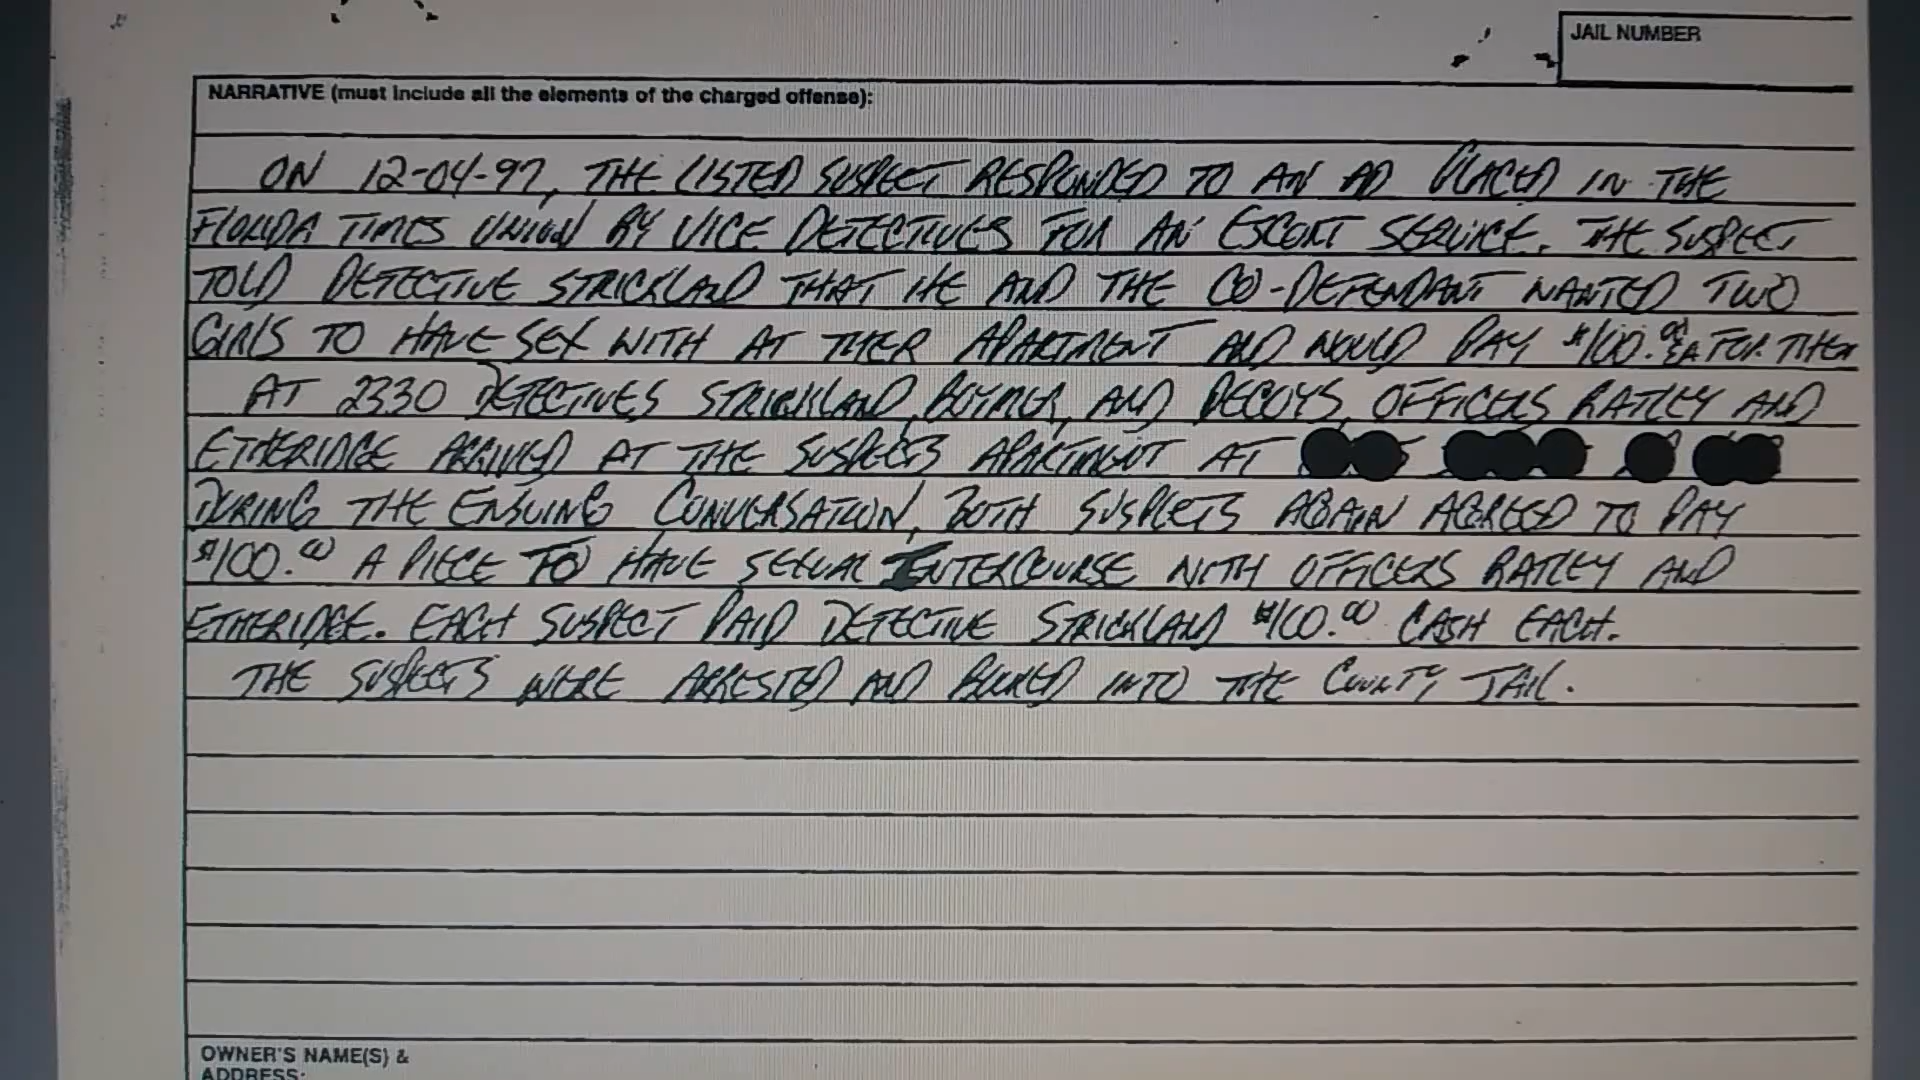 JAIL NUMBER
NARRATIVE (must include all the elements of the charged offense):
ON 12-04-97, THE LISTED SUSPECT RESPONDED TO AN AD PLACED IN THE
FLORIDA TIMES UNION BY VICE DETECTIVES FOR AN ESCORT SERVICE. THE SUSPECT
TOLD DETECTIVE STRICKLAND THAT HE AND THE CO-DEFENDANT WANTED TWO
GIRLS TO HAVE SEX WITH AT THER APARTMENT AND WOULD PAY $100.00 EA FOR THEM
AT 2330 DETECTIVES STRICKLAND, AND DECOYS, OFFICERS RATLEY AND
ETHERIDGE ARRIVED AT THE SUSPECTS APARTMENT AT
DURING THE ENSUING CONVERSATION, BOTH SUSPECTS AGAIN AGREED TO PAY
$100.00 A PIECE TO HAVE SEXUAL INTERCOURSE WITH OFFICERS RATLEY AND
ETHERIDGE. EACH SUSPECT PAID DETECTIVE STRICKLAND $100.00 CASH EACH.
THE SUSPECTS WERE ARRESTED AND BOOKED INTO THE COUNTY JAIL.
OWNER'S NAME(S) &
ADDRESS: